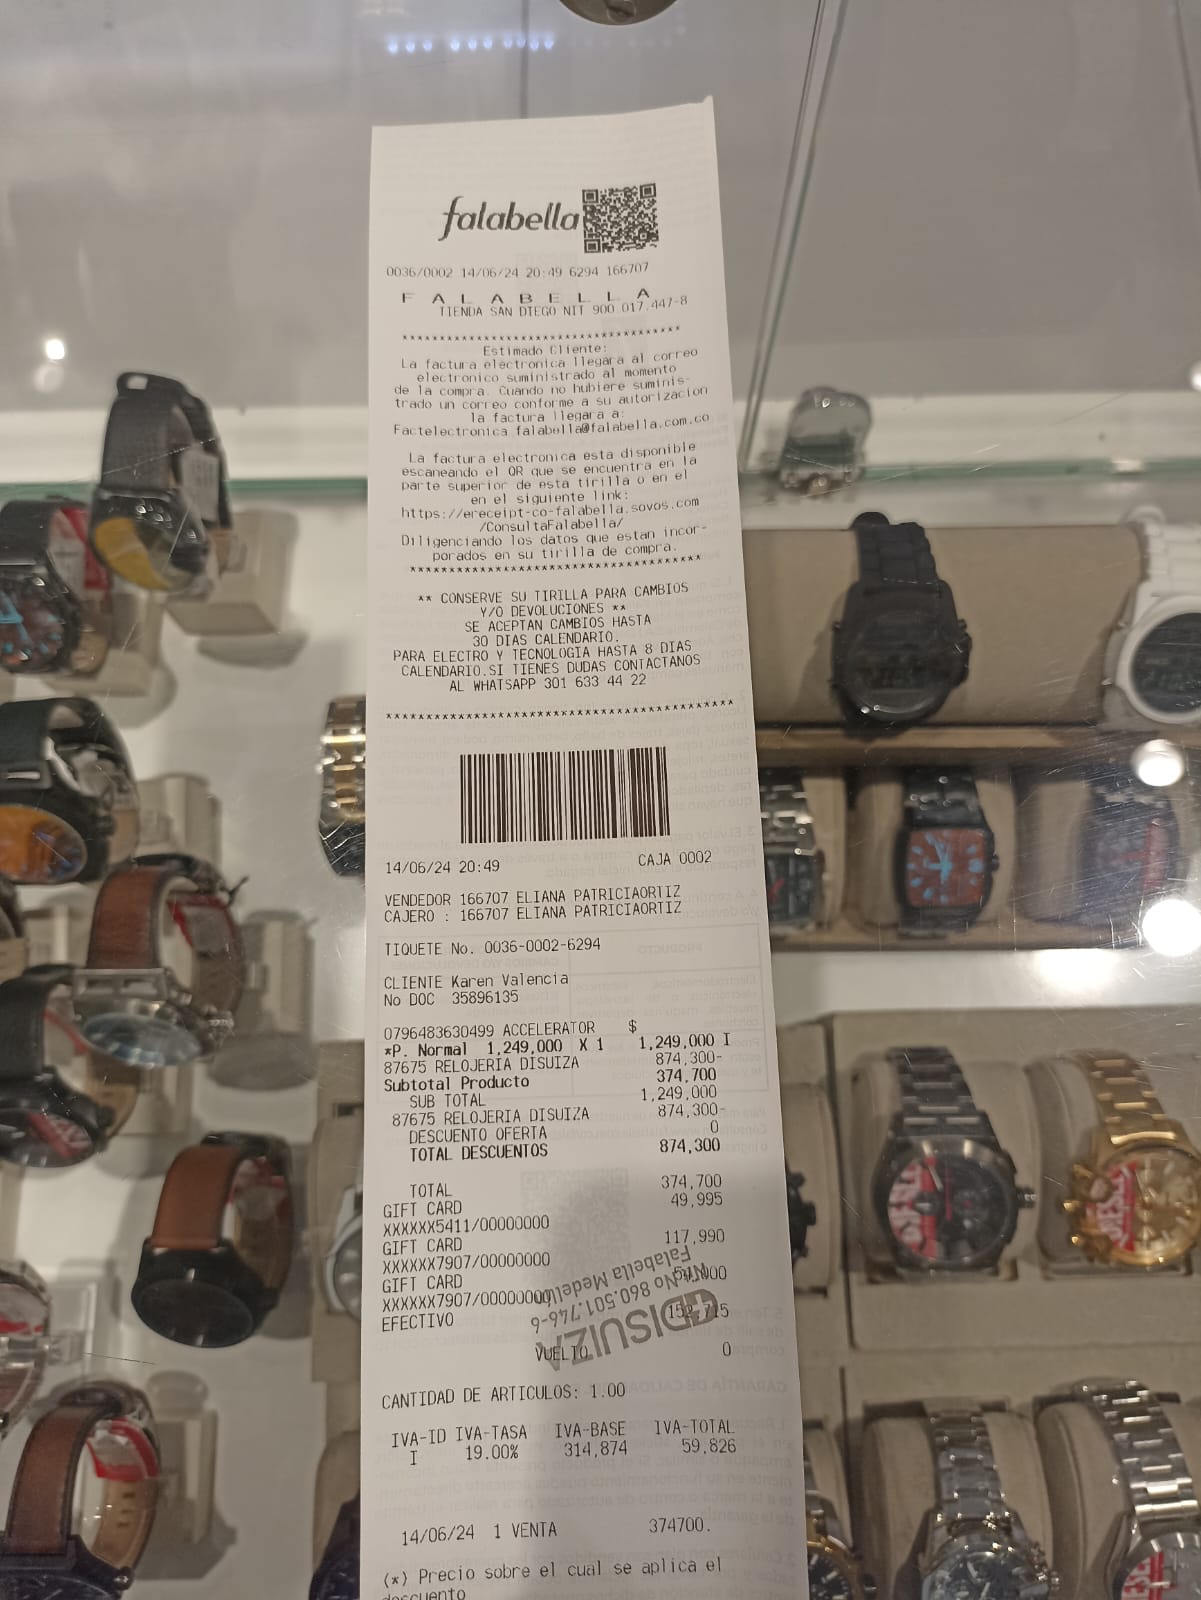 falabella
0036/0002 14/06/24 20:49 6294 166707
F A L A B E L L A
TIENDA SAN DIEGO NIT 900.017.447-8
************************************
Estimado Cliente:
La factura electronica llegara al correo
electronico suministrado al momento
de la compra. Cuando no hubiere suminis-
trado un correo conforme a su autorizacion
la factura llegara a:
Factelectronica.falabella@falabella.com.co
La factura electronica esta disponible
escaneando el QR que se encuentra en la
parte superior de esta tirilla o en el
en el siguiente link:
https://ereceipt-co-falabella.sovos.com
/ConsultaFalabella/
Diligenciando los datos que estan incor-
porados en su tirilla de compra.
**************************************
** CONSERVE SU TIRILLA PARA CAMBIOS
Y/O DEVOLUCIONES **
SE ACEPTAN CAMBIOS HASTA
30 DIAS CALENDARIO.
PARA ELECTRO Y TECNOLOGIA HASTA 8 DIAS
CALENDARIO.SI TIENES DUDAS CONTACTANOS
AL WHATSAPP 301 633 44 22
********************************************
14/06/24 20:49 CAJA 0002
VENDEDOR 166707 ELIANA PATRICIAORTIZ
CAJERO : 166707 ELIANA PATRICIAORTIZ
TIQUETE No. 0036-0002-6294
CLIENTE Karen Valencia
No DOC 35896135
0796483630499 ACCELERATOR $
*P. Normal 1,249,000 X 1 1,249,000 I
87675 RELOJERIA DISUIZA 874,300-
Subtotal Producto 374,700
SUB TOTAL 1,249,000
87675 RELOJERIA DISUIZA 874,300-
DESCUENTO OFERTA 0
TOTAL DESCUENTOS 874,300
TOTAL 374,700
GIFT CARD 49,995
XXXXXX5411/00000000
GIFT CARD 117,990
XXXXXX7907/00000000
GIFT CARD
XXXXXX7907/00000000
EFECTIVO 152,715
VUELTO 0
DISUIZA
Nit. No 860.501.746-6
Falabella Medellín
CANTIDAD DE ARTICULOS: 1.00
IVA-ID IVA-TASA IVA-BASE IVA-TOTAL
I 19.00% 314,874 59,826
14/06/24 1 VENTA 374700.
(*) Precio sobre el cual se aplica el
descuento
DIESEL